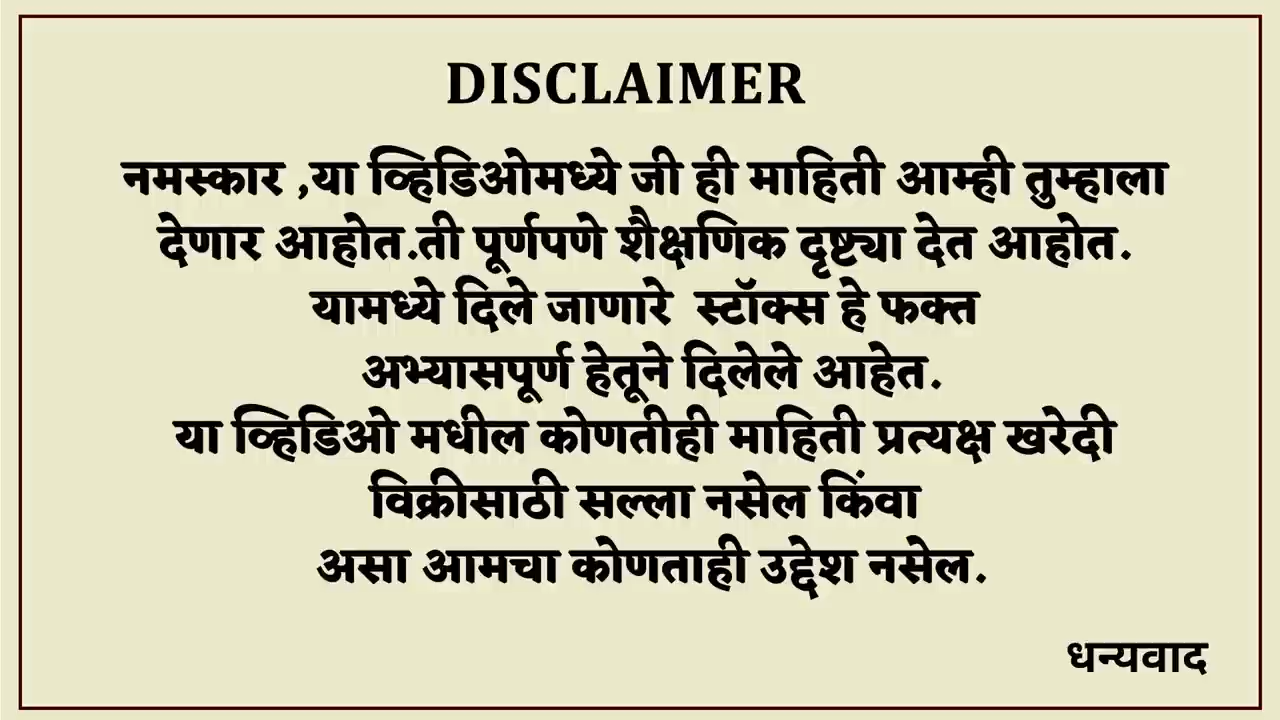 DISCLAIMER
नमस्कार ,या व्हिडिओमध्ये जी ही माहिती आम्ही तुम्हाला
देणार आहोत.ती पूर्णपणे शैक्षणिक दृष्ट्या देत आहोत.
यामध्ये दिले जाणारे  स्टॉक्स हे फक्त
अभ्यासपूर्ण हेतूने दिलेले आहेत.
या व्हिडिओ मधील कोणतीही माहिती प्रत्यक्ष खरेदी
विक्रीसाठी सल्ला नसेल किंवा
असा आमचा कोणताही उद्देश नसेल.
धन्यवाद